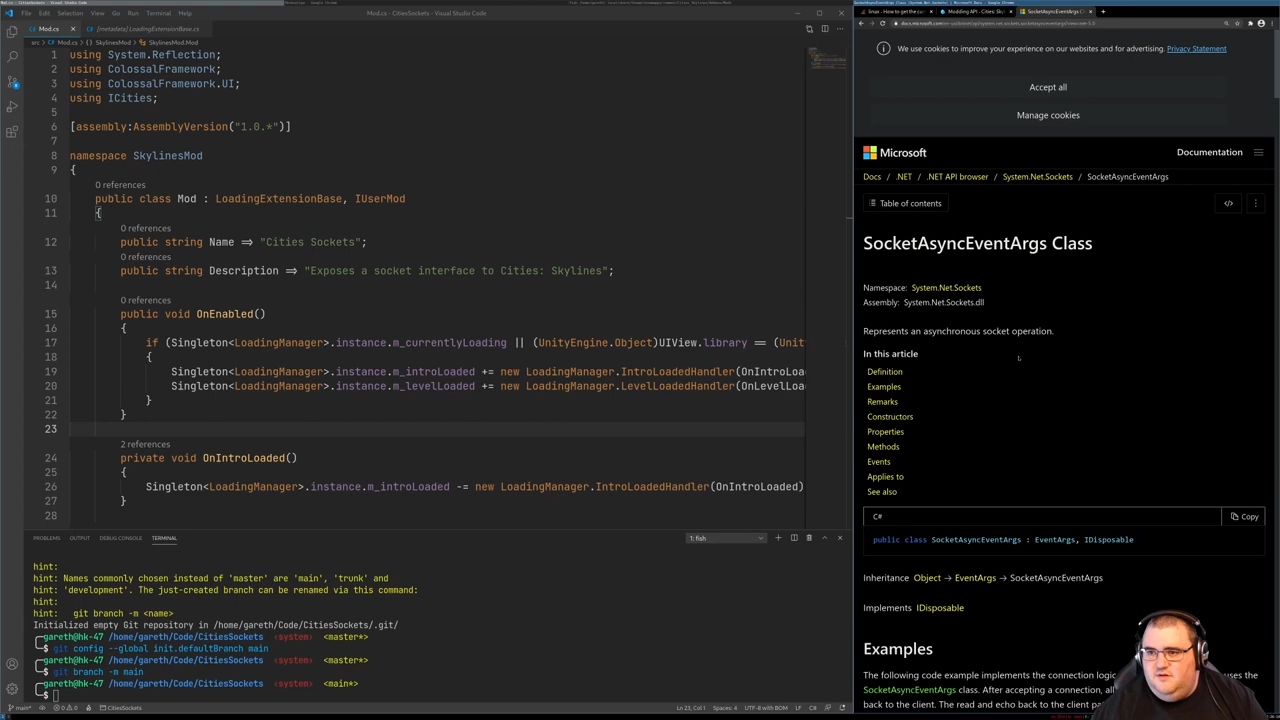 File Edit Selection View Go Run Terminal Help
Mod.cs - CitiesSockets - Visual Studio Code
Mod.cs
[metadata] LoadingExtensionBase.cs
src > Mod.cs > {} SkylinesMod > SkylinesMod.Mod
1 using System.Reflection;
2 using ColossalFramework;
3 using ColossalFramework.UI;
4 using ICities;
5
6 [assembly:AssemblyVersion("1.0.*")]
7
8 namespace SkylinesMod
9 {
0 references
10 public class Mod : LoadingExtensionBase, IUserMod
11 {
0 references
12 public string Name => "Cities Sockets";
0 references
13 public string Description => "Exposes a socket interface to Cities: Skylines";
14
0 references
15 public void OnEnabled()
16 {
17 if (Singleton<LoadingManager>.instance.m_currentlyLoading || (UnityEngine.Object)UIView.library == (Unit
18 {
19 Singleton<LoadingManager>.instance.m_introLoaded += new LoadingManager.IntroLoadedHandler(OnIntroLoa
20 Singleton<LoadingManager>.instance.m_levelLoaded += new LoadingManager.LevelLoadedHandler(OnLevelLoa
21 }
22 }
23
2 references
24 private void OnIntroLoaded()
25 {
26 Singleton<LoadingManager>.instance.m_introLoaded -= new LoadingManager.IntroLoadedHandler(OnIntroLoaded)
27 }
28
PROBLEMS OUTPUT DEBUG CONSOLE TERMINAL
1: fish
hint:
hint: Names commonly chosen instead of 'master' are 'main', 'trunk' and
hint: 'development'. The just-created branch can be renamed via this command:
hint:
hint: git branch -m <name>
Initialized empty Git repository in /home/gareth/Code/CitiesSockets/.git/
gareth@hk-47 /home/gareth/Code/CitiesSockets <system> <master*>
$ git config --global init.defaultBranch main
gareth@hk-47 /home/gareth/Code/CitiesSockets <system> <master*>
$ git branch -m main
gareth@hk-47 /home/gareth/Code/CitiesSockets <system> <main*>
$
main* 0 0 CitiesSockets
Ln 23, Col 1 Spaces: 4 UTF-8 with BOM LF C#
linux - How to get the cur
Modding API - Cities: Sky
SocketAsyncEventArgs Cl
We use cookies to improve your experience on our websites and for advertising. Privacy Statement
Accept all
Manage cookies
Microsoft
Documentation
Docs / .NET / .NET API browser / System.Net.Sockets / SocketAsyncEventArgs
Table of contents
SocketAsyncEventArgs Class
Namespace: System.Net.Sockets
Assembly: System.Net.Sockets.dll
Represents an asynchronous socket operation.
In this article
Definition
Examples
Remarks
Constructors
Properties
Methods
Events
Applies to
See also
C#
Copy
public class SocketAsyncEventArgs : EventArgs, IDisposable
Inheritance Object → EventArgs → SocketAsyncEventArgs
Implements IDisposable
Examples
The following code example implements the connection logic
uses the
SocketAsyncEventArgs class. After accepting a connection, all
back to the client. The read and echo back to the client pa